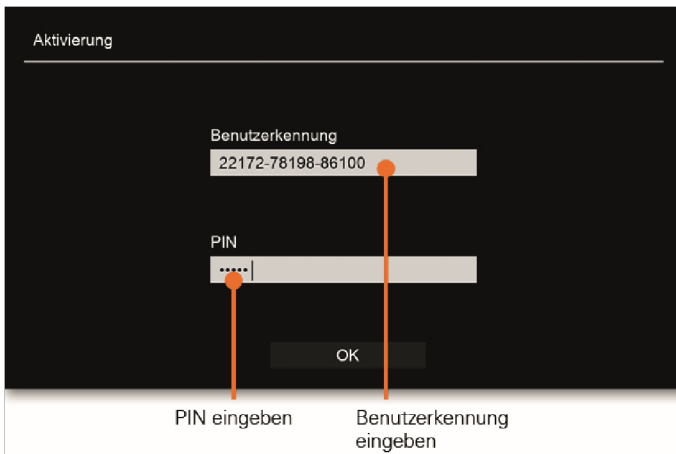 Aktivierung
Benutzerkennung
22172-78198-86100
PIN
•••••
OK
PIN eingeben
Benutzerkennung
eingeben